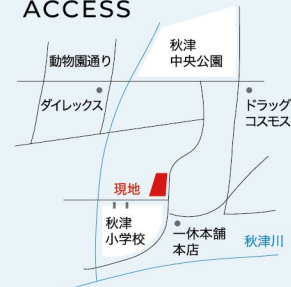 ACCESS
秋津
中央公園
動物園通り
ダイレックス
ドラッグ
コスモス
現地
秋津
小学校
一休本舗
本店
秋津川